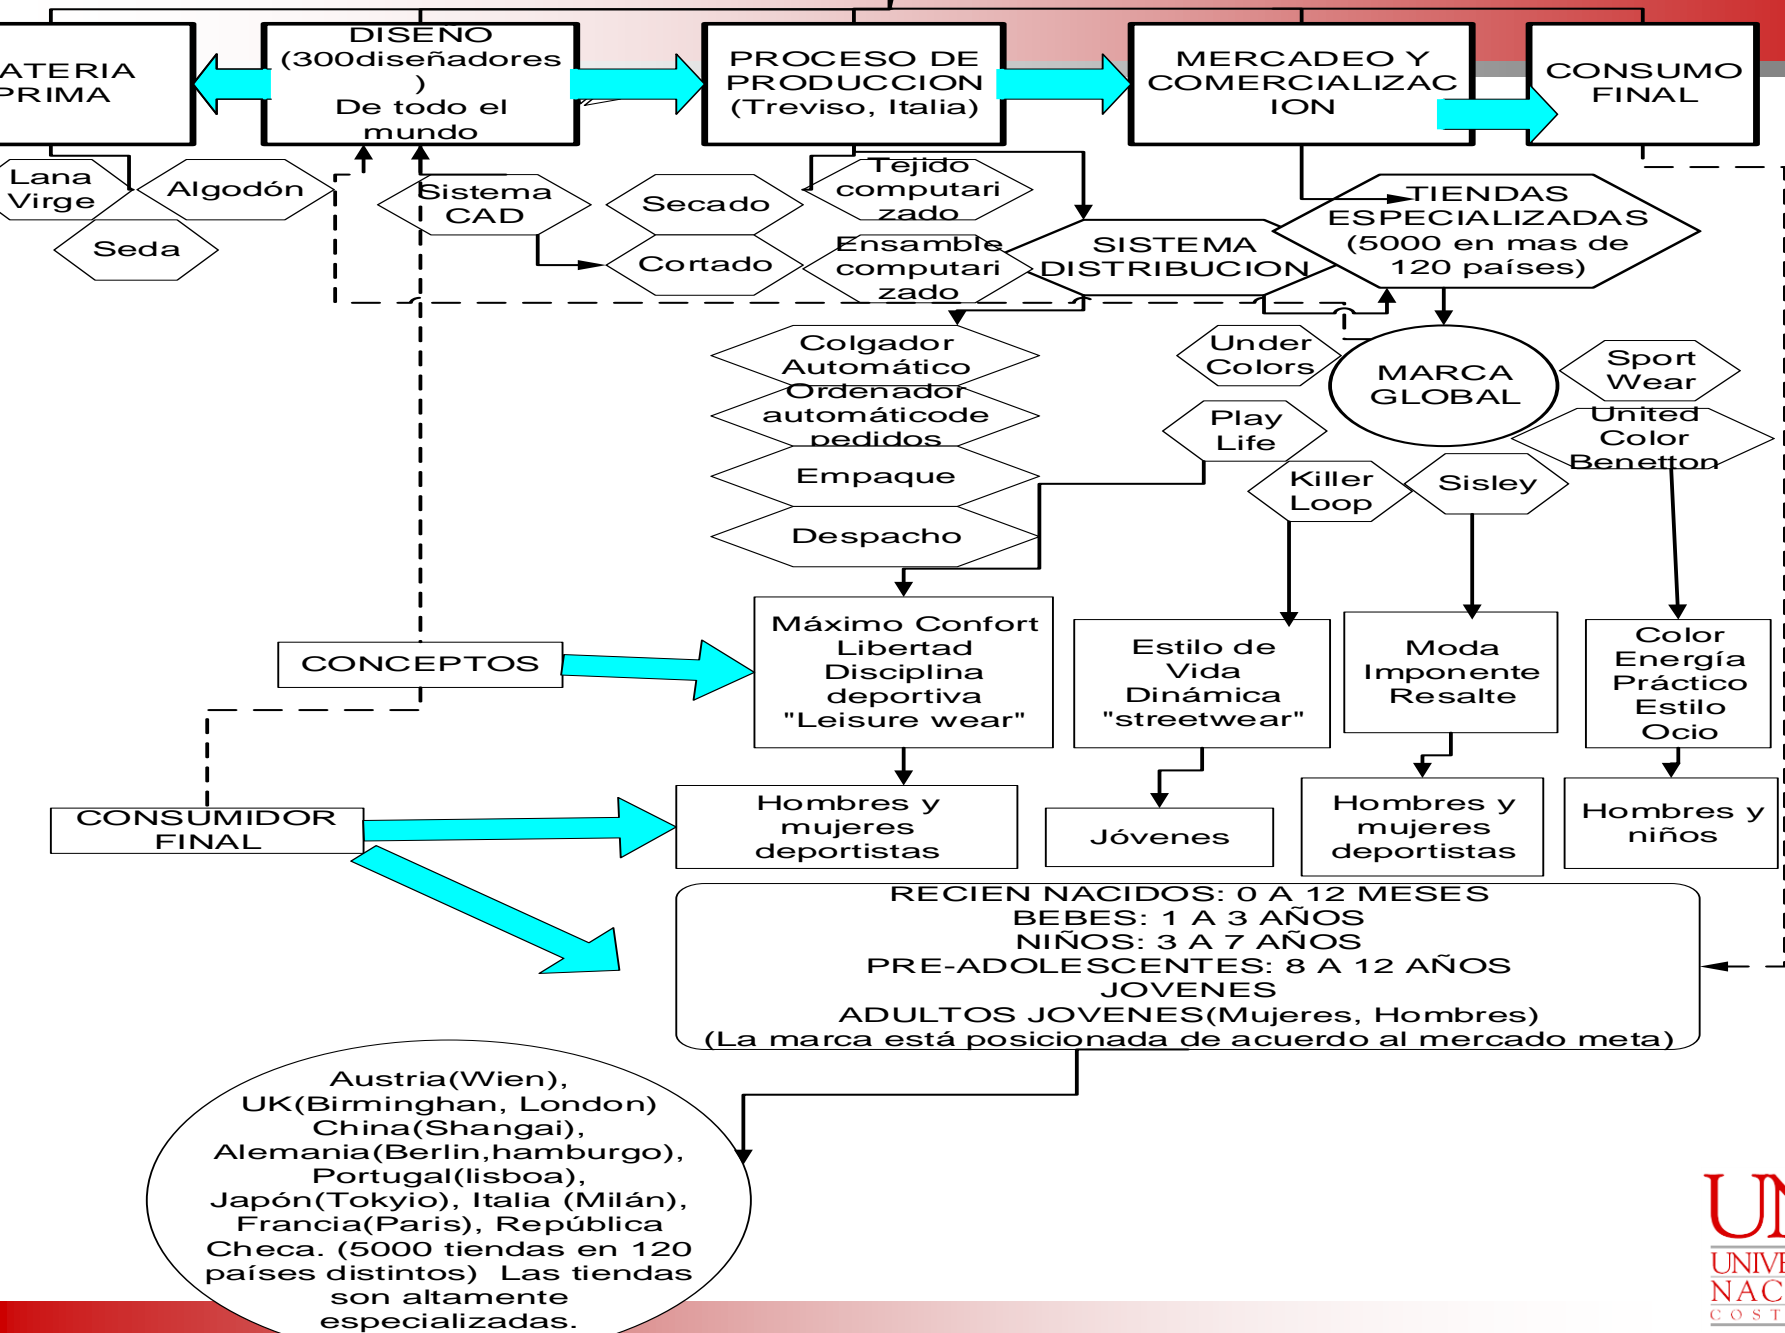 ATERIA
PRIMA
DISEÑO
(300diseñadores
)
De todo el
mundo
PROCESO DE
PRODUCCION
(Treviso, Italia)
MERCADEO Y
COMERCIALIZAC
ION
CONSUMO
FINAL
Lana
Virge
Algodón
Seda
Sistema
CAD
Secado
Cortado
Tejido
computari
zado
Ensamble
computari
zado
SISTEMA
DISTRIBUCION
TIENDAS
ESPECIALIZADAS
(5000 en mas de
120 países)
Colgador
Automático
Ordenador
automáticode
pedidos
Empaque
Despacho
Under
Colors
MARCA
GLOBAL
Sport
Wear
Play
Life
United
Color
Benetton
Killer
Loop
Sisley
CONCEPTOS
Máximo Confort
Libertad
Disciplina
deportiva
"Leisure wear"
Estilo de
Vida
Dinámica
"streetwear"
Moda
Imponente
Resalte
Color
Energía
Práctico
Estilo
Ocio
CONSUMIDOR
FINAL
Hombres y
mujeres
deportistas
Jóvenes
Hombres y
mujeres
deportistas
Hombres y
niños
RECIEN NACIDOS: 0 A 12 MESES
BEBES: 1 A 3 AÑOS
NIÑOS: 3 A 7 AÑOS
PRE-ADOLESCENTES: 8 A 12 AÑOS
JOVENES
ADULTOS JOVENES(Mujeres, Hombres)
(La marca está posicionada de acuerdo al mercado meta)
Austria(Wien),
UK(Birminghan, London)
China(Shangai),
Alemania(Berlin,hamburgo),
Portugal(lisboa),
Japón(Tokyio), Italia (Milán),
Francia(Paris), República
Checa. (5000 tiendas en 120
países distintos)  Las tiendas
son altamente
especializadas.
UN
UNIVE
NAC
COST